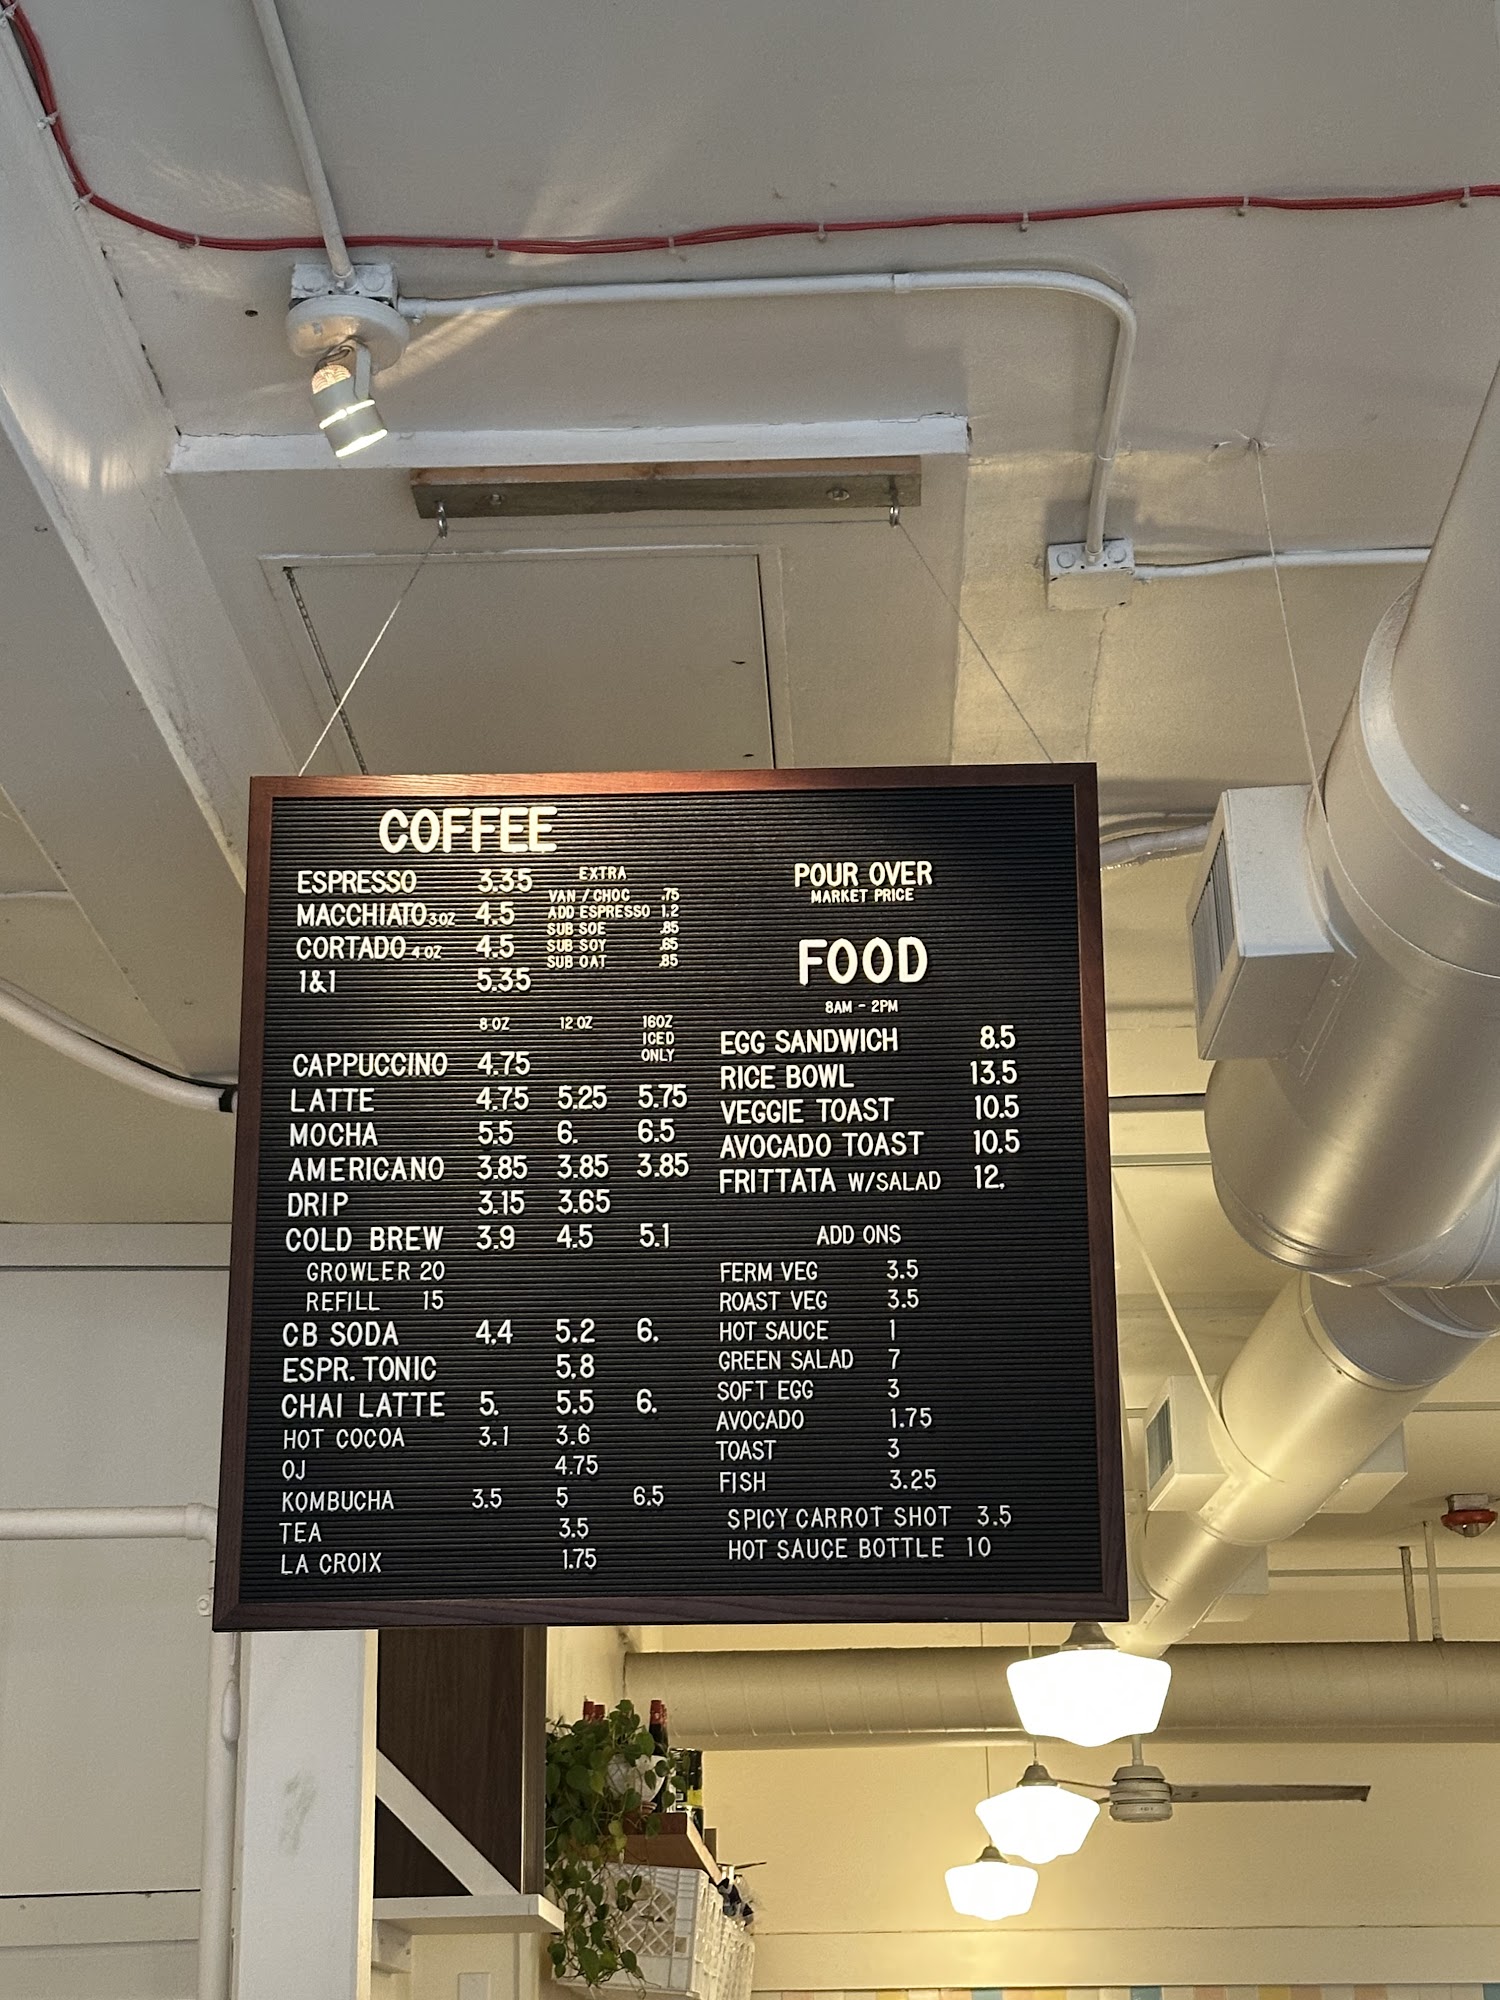 COFFEE
ESPRESSO 3.35
MACCHIATO 3 OZ 4.5
CORTADO 4 OZ 4.5
1&1 5.35
EXTRA
VAN / CHOC .75
ADD ESPRESSO 1.2
SUB SOE .85
SUB SOY .65
SUB OAT .85
8 OZ 12 OZ 16OZ
ICED
ONLY
CAPPUCCINO 4.75
LATTE 4.75 5.25 5.75
MOCHA 5.5 6. 6.5
AMERICANO 3.85 3.85 3.85
DRIP 3.15 3.65
COLD BREW 3.9 4.5 5.1
GROWLER 20
REFILL 15
CB SODA 4.4 5.2 6.
ESPR. TONIC 5.8
CHAI LATTE 5. 5.5 6.
HOT COCOA 3.1 3.6
OJ 4.75
KOMBUCHA 3.5 5 6.5
TEA 3.5
LA CROIX 1.75
POUR OVER
MARKET PRICE
FOOD
8AM - 2PM
EGG SANDWICH 8.5
RICE BOWL 13.5
VEGGIE TOAST 10.5
AVOCADO TOAST 10.5
FRITTATA W/SALAD 12.
ADD ONS
FERM VEG 3.5
ROAST VEG 3.5
HOT SAUCE 1
GREEN SALAD 7
SOFT EGG 3
AVOCADO 1.75
TOAST 3
FISH 3.25
SPICY CARROT SHOT 3.5
HOT SAUCE BOTTLE 10